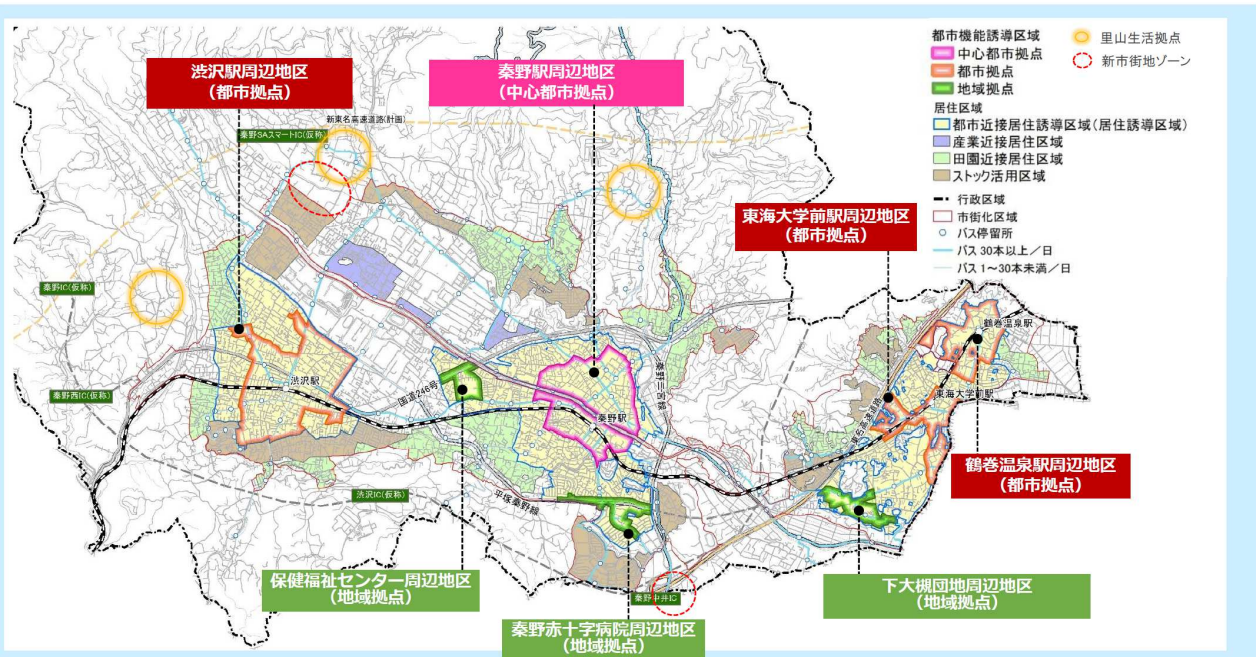 渋沢駅周辺地区
（都市拠点）
秦野駅周辺地区
（中心都市拠点）
都市機能誘導区域
中心都市拠点
都市拠点
地域拠点
里山生活拠点
新市街地ゾーン
居住区域
都市近接居住誘導区域(居住誘導区域)
産業近接居住区域
田園近接居住区域
ストック活用区域
行政区域
市街化区域
バス停留所
バス 30本以上／日
バス 1～30本未満／日
新東名高速道路(計画)
秦野SAスマートIC(仮称)
東海大学前駅周辺地区
（都市拠点）
秦野IC(仮称)
鶴巻温泉駅
渋沢駅
国道246号
秦野駅
秦野二宮線
東名高速道路
東海大学前駅
秦野西IC(仮称)
鶴巻温泉駅周辺地区
（都市拠点）
渋沢IC(仮称)
平塚秦野線
保健福祉センター周辺地区
（地域拠点）
秦野中井IC
下大槻団地周辺地区
（地域拠点）
秦野赤十字病院周辺地区
（地域拠点）